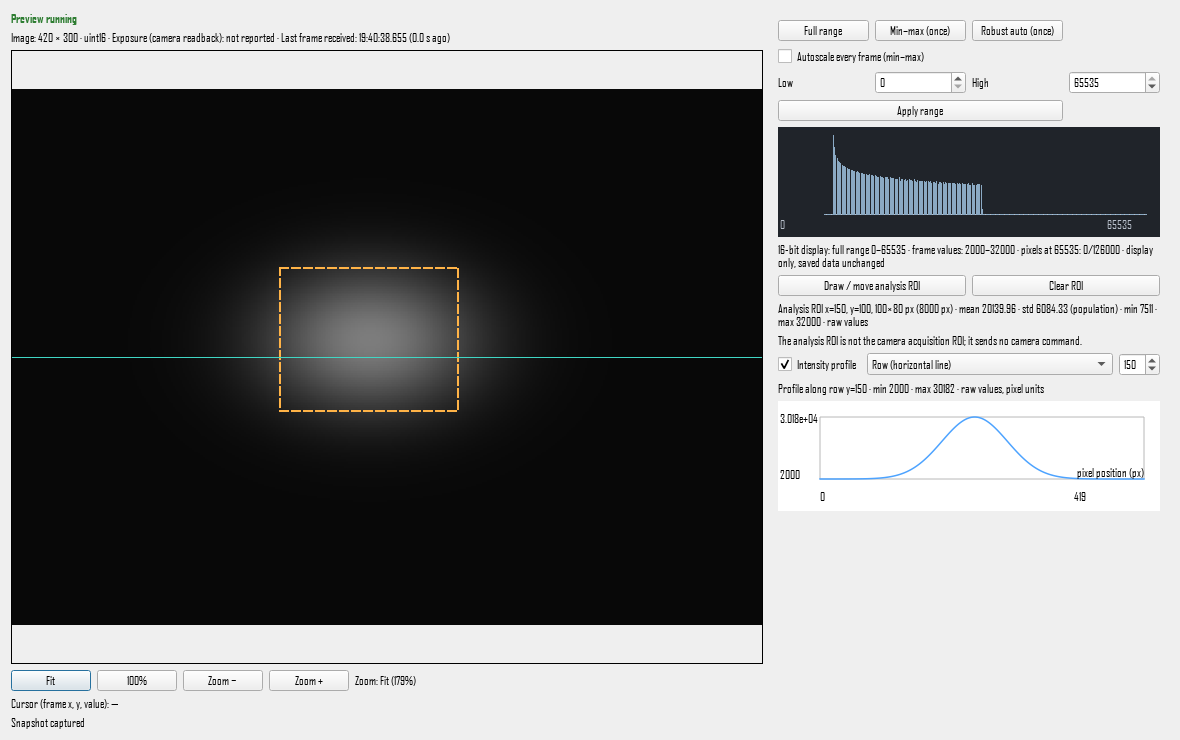 Preview running
Image: 420 × 300 · uint16 · Exposure (camera readback): not reported · Last frame received: 19:40:38.655 (0.0 s ago)
Full range
Min–max (once)
Robust auto (once)
Autoscale every frame (min–max)
Low
0
High
65535
Apply range
0
65535
16-bit display: full range 0–65535 · frame values: 2000–32000 · pixels at 65535: 0/126000 · display
only, saved data unchanged
Draw / move analysis ROI
Clear ROI
Analysis ROI x=150, y=100, 100×80 px (8000 px) · mean 20139.96 · std 6084.33 (population) · min 7511 ·
max 32000 · raw values
The analysis ROI is not the camera acquisition ROI; it sends no camera command.
Intensity profile
Row (horizontal line)
150
Profile along row y=150 · min 2000 · max 30182 · raw values, pixel units
3.018e+04
2000
pixel position (px)
0
419
Fit
100%
Zoom −
Zoom +
Zoom: Fit (179%)
Cursor (frame x, y, value): —
Snapshot captured